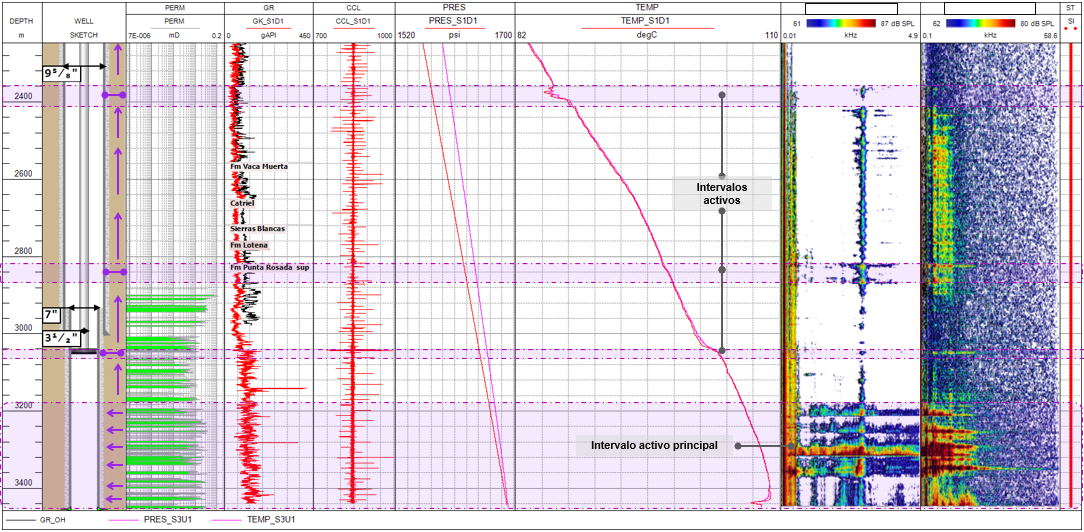 PERM GR CCL PRES TEMP ST
DEPTH WELL PERM GK_S1D1 CCL_S1D1 PRES_S1D1 TEMP_S1D1 61 87 dB SPL 62 80 dB SPL SI
m SKETCH 7E-006 mD 0.2 0 gAPI 450 700 1000 1520 psi 1700 82 degC 110 0.01 kHz 4.9 0.1 kHz 58.6
9⁵/₈"
2400
Fm Vaca Huerta
2600
Intervalos
activos
Catriel
Sierras Blancas
Fm Lotena
2800
Fm Punta Rosada sup
7"
3000
3¹/₂"
3200
Intervalo activo principal
3400
GR_OH PRES_S3U1 TEMP_S3U1